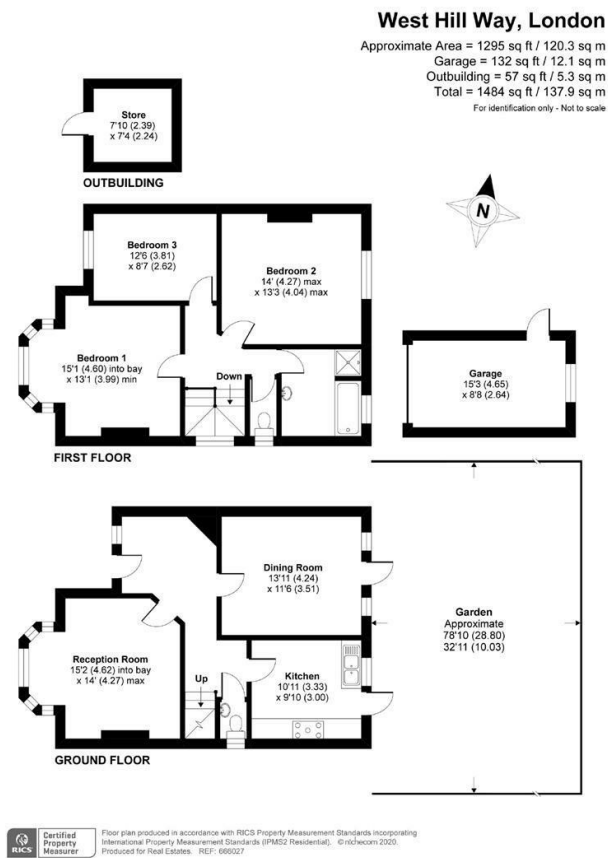 West Hill Way, London
Approximate Area = 1295 sq ft / 120.3 sq m
Garage = 132 sq ft / 12.1 sq m
Outbuilding = 57 sq ft / 5.3 sq m
Total = 1484 sq ft / 137.9 sq m
For identification only - Not to scale
Store
7'10 (2.39)
x 7'4 (2.24)
OUTBUILDING
N
Bedroom 3
12'6 (3.81)
x 8'7 (2.62)
Bedroom 2
14' (4.27) max
x 13'3 (4.04) max
Bedroom 1
15'1 (4.60) into bay
x 13'1 (3.99) min
Down
Garage
15'3 (4.65)
x 8'8 (2.64)
FIRST FLOOR
Dining Room
13'11 (4.24)
x 11'6 (3.51)
Garden
Approximate
78'10 (28.80)
32'11 (10.03)
Reception Room
15'2 (4.62) into bay
x 14' (4.27) max
Up
Kitchen
10'11 (3.33)
x 9'10 (3.00)
GROUND FLOOR
RICS
Certified
Property
Measurer
Floor plan produced in accordance with RICS Property Measurement Standards incorporating
International Property Measurement Standards (IPMS2 Residential). © nichecom 2020.
Produced for Real Estates. REF: 666027